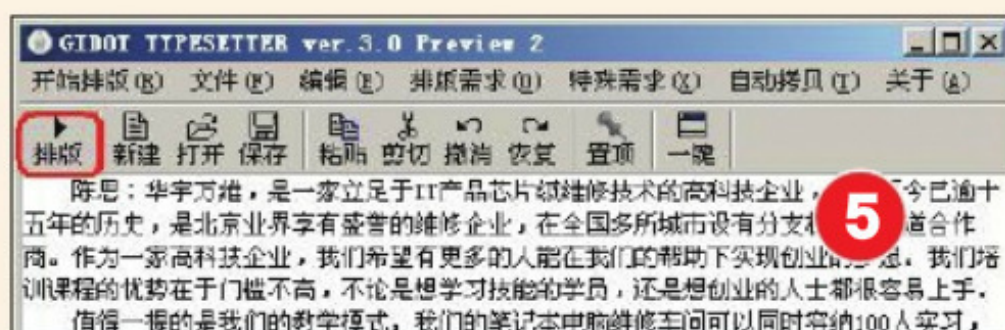 GIDOT TYPESETTER ver.3.0 Preview 2
开始排版(R) 文件(F) 编辑(E) 排版需求(Q) 特殊需求(X) 自动拷贝(T) 关于(A)
排版 新建 打开 保存 粘贴 剪切 撤消 恢复 置顶 一晚
陈思：华宇万维，是一家立足于IT产品芯片级维修技术的高科技企业， 今已逾十
五年的历史，是北京业界享有盛誉的维修企业，在全国多所城市设有分支 道合作
5
商。作为一家高科技企业，我们希望有更多的人能在我们的帮助下实现创业的 想。我们培
训课程的优势在于门槛不高，不论是想学习技能的学员，还是想创业的人士都很容易上手。
值得一提的是我们的教学模式，我们的笔记本电脑维修车间可以同时容纳100人实习，